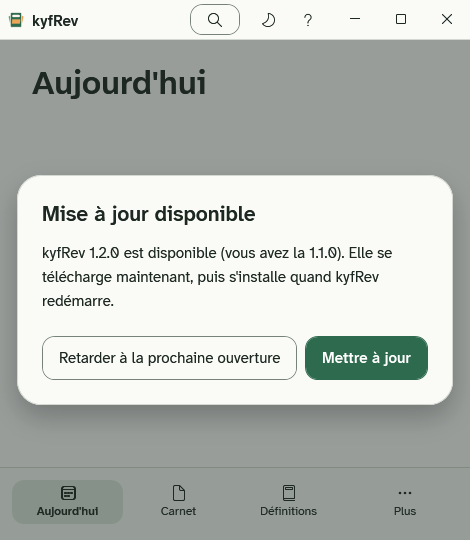 kyfRev
?
Aujourd'hui
Mise à jour disponible
kyfRev 1.2.0 est disponible (vous avez la 1.1.0). Elle se
télécharge maintenant, puis s'installe quand kyfRev
redémarre.
Retarder à la prochaine ouverture
Mettre à jour
Aujourd'hui
Carnet
Définitions
Plus